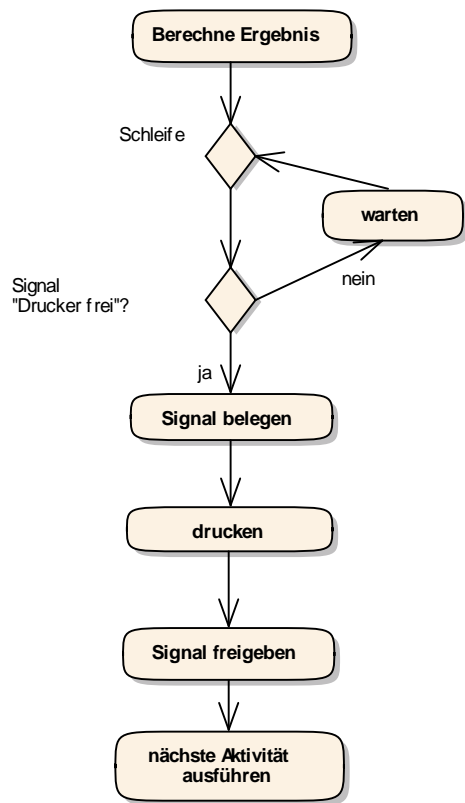 Berechne Ergebnis
Schleife
warten
nein
Signal
"Drucker frei"?
ja
Signal belegen
drucken
Signal freigeben
nächste Aktivität
ausführen